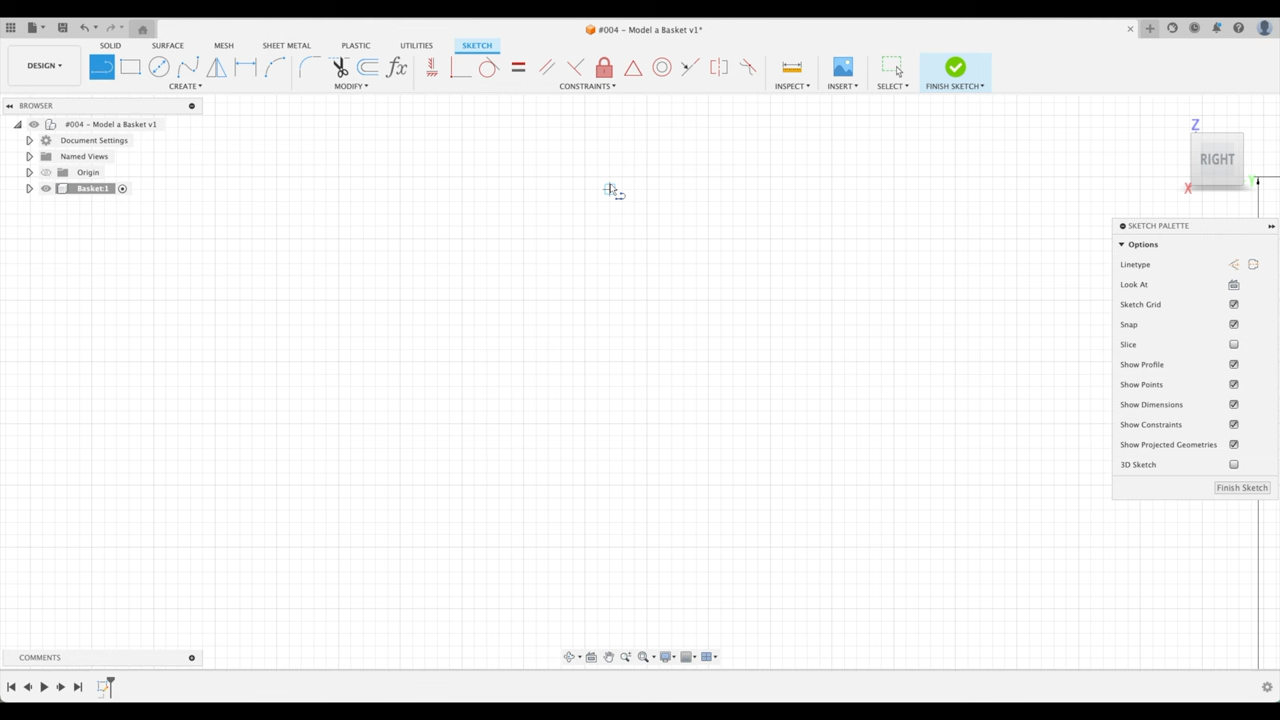 #004 – Model a Basket v1*
SOLID SURFACE MESH SHEET METAL PLASTIC UTILITIES SKETCH
DESIGN
CREATE MODIFY CONSTRAINTS INSPECT INSERT SELECT FINISH SKETCH
BROWSER
#004 – Model a Basket v1
Document Settings
Named Views
Origin
Basket:1
Z
RIGHT
X
Y
SKETCH PALETTE
Options
Linetype
Look At
Sketch Grid
Snap
Slice
Show Profile
Show Points
Show Dimensions
Show Constraints
Show Projected Geometries
3D Sketch
Finish Sketch
COMMENTS